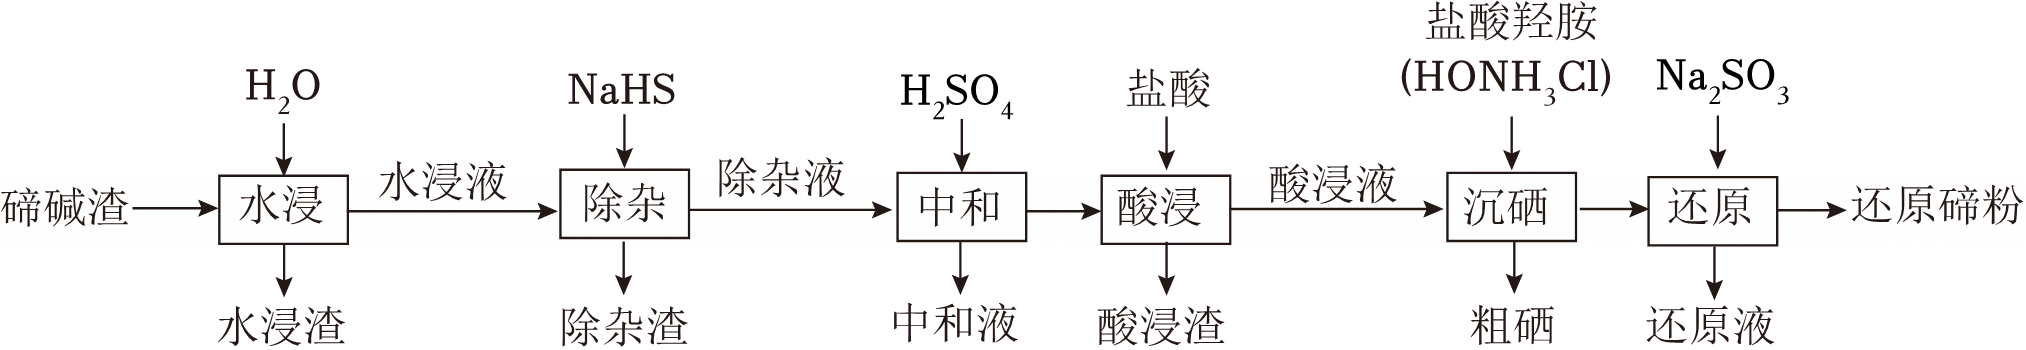 盐酸羟胺
(HONH₃Cl)
H₂O
NaHS
H₂SO₄
盐酸
Na₂SO₃
碲碱渣
水浸
水浸液
除杂
除杂液
中和
酸浸
酸浸液
沉硒
还原
还原碲粉
水浸渣
除杂渣
中和液
酸浸渣
粗硒
还原液